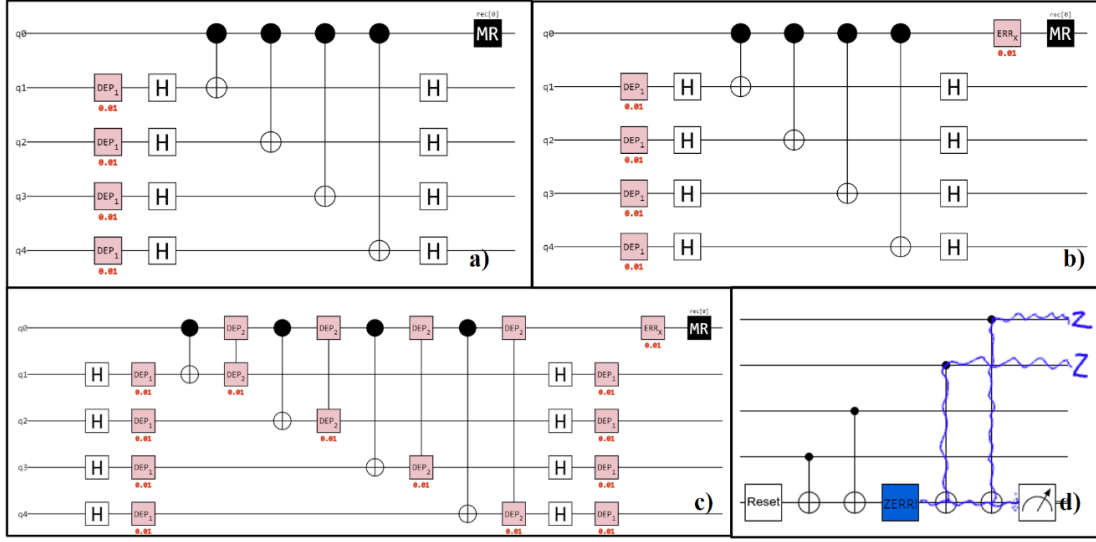 rec[0]
q0 MR
q1 DEP₁ H H
0.01
q2 DEP₁ H H
0.01
q3 DEP₁ H H
0.01
q4 DEP₁ H H a)
0.01
rec[0]
q0 ERRₓ MR
0.01
q1 DEP₁ H H
0.01
q2 DEP₁ H H
0.01
q3 DEP₁ H H
0.01
q4 DEP₁ H H b)
0.01
rec[0]
q0 DEP₂ DEP₂ DEP₂ DEP₂ ERRₓ MR
0.01
q1 H DEP₁ DEP₂ H DEP₁
0.01 0.01 0.01
q2 H DEP₁ DEP₂ H DEP₁
0.01 0.01 0.01
q3 H DEP₁ DEP₂ H DEP₁
0.01 0.01 0.01
q4 H DEP₁ DEP₂ H DEP₁ c)
0.01 0.01 0.01
Z
Z
Reset ZERR d)